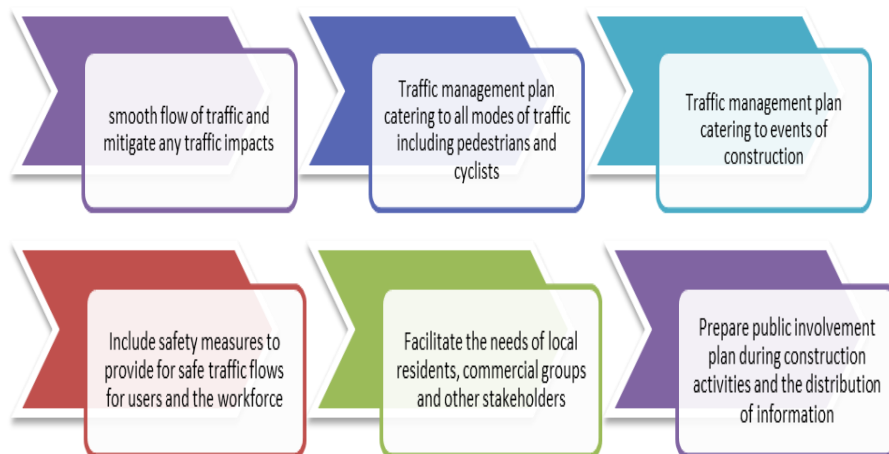 smooth flow of traffic and
mitigate any traffic impacts
Traffic management plan
catering to all modes of traffic
including pedestrians and
cyclists
Traffic management plan
catering to events of
construction
Include safety measures to
provide for safe traffic flows
for users and the workforce
Facilitate the needs of local
residents, commercial groups
and other stakeholders
Prepare public involvement
plan during construction
activities and the distribution
of information